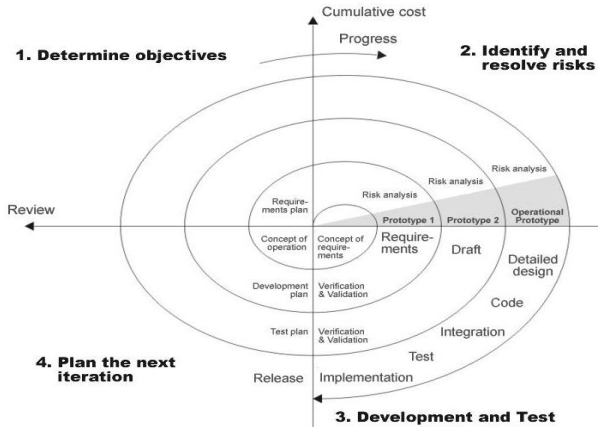 Cumulative cost
1. Determine objectives
Progress
2. Identify and
resolve risks
Risk analysis
Risk analysis
Risk analysis
Require-
ments plan
Review
Prototype 1
Prototype 2
Operational
Prototype
Concept of
operation
Concept of
require-
ments
Require-
ments
Draft
Detailed
design
Development
plan
Verification
& Validation
Code
Test plan
Verification
& Validation
Integration
Test
4. Plan the next
iteration
Release
Implementation
3. Development and Test